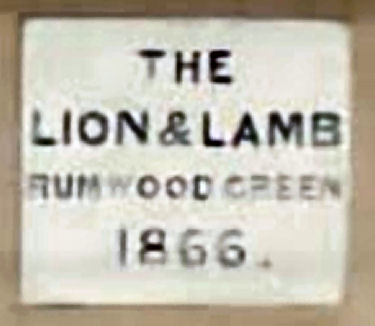 THE
LION & LAMB
RUMWOOD GREEN
1866.